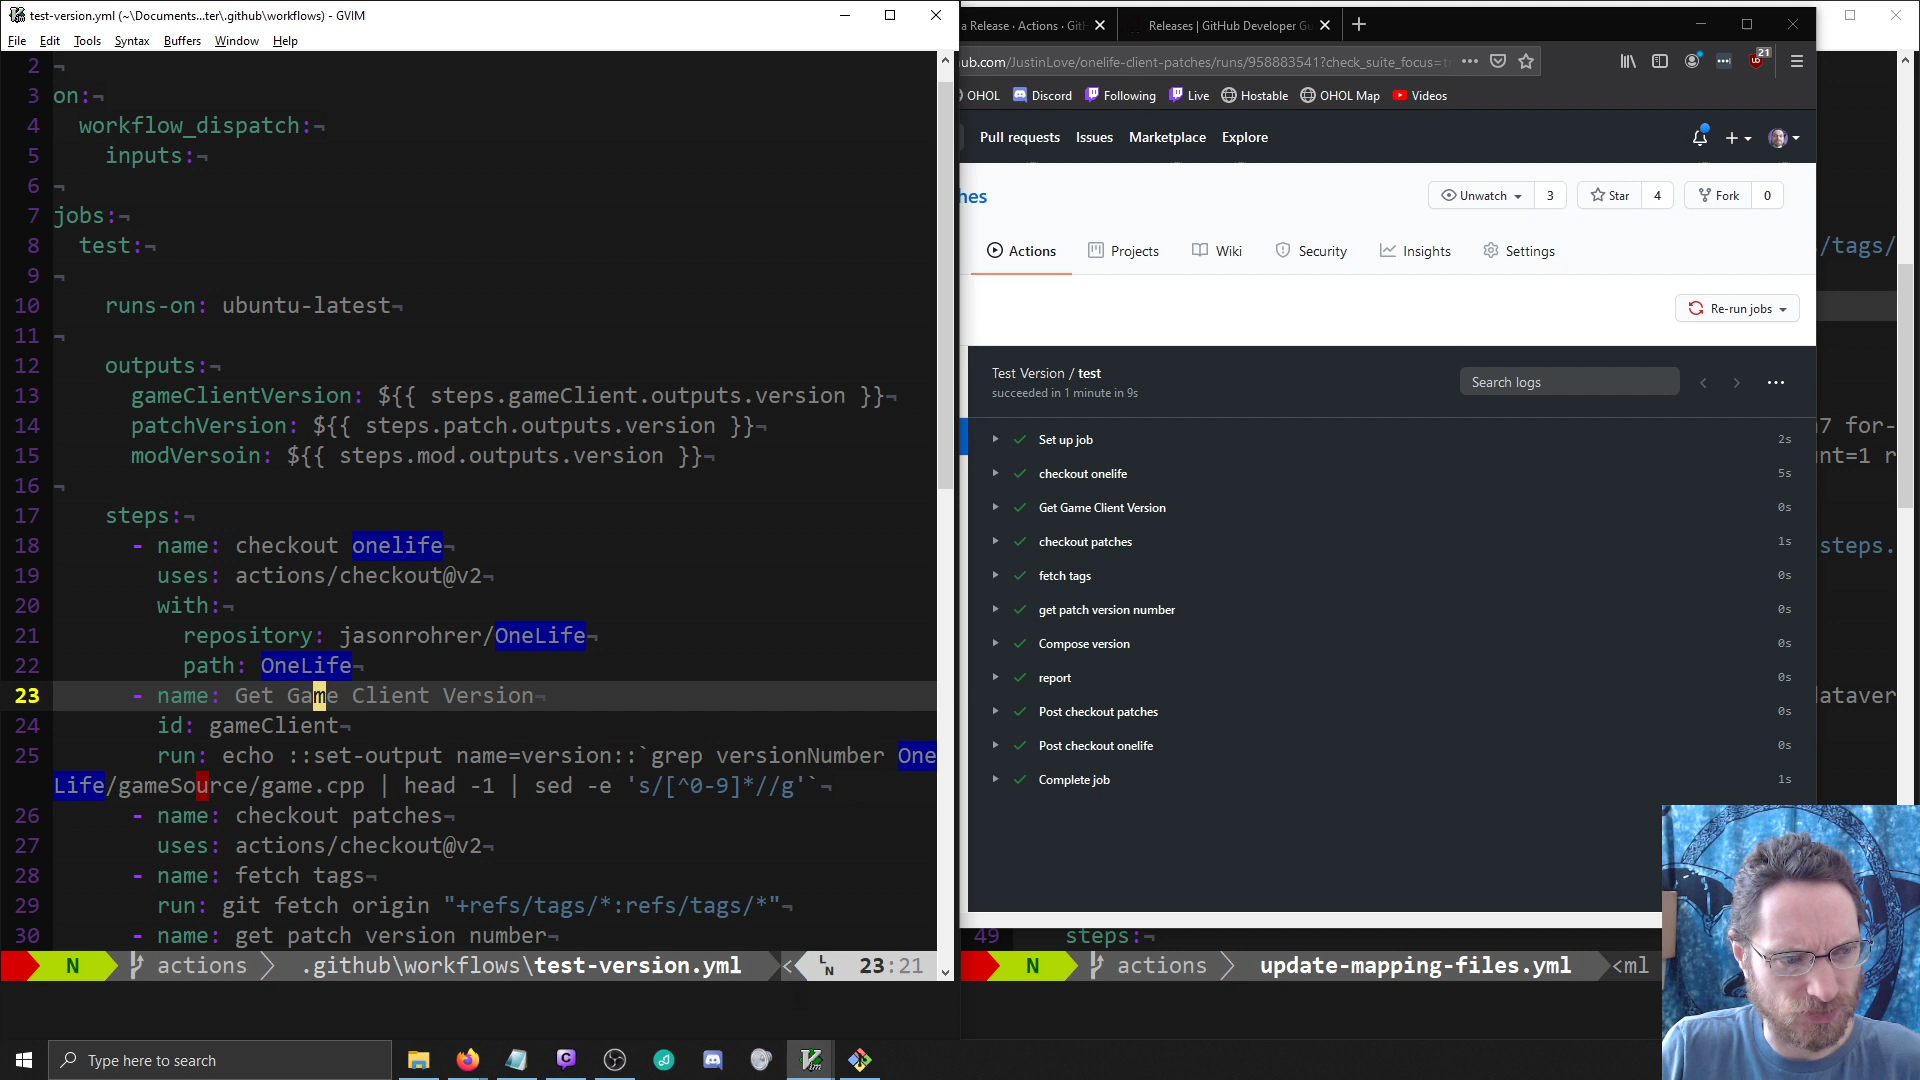 test-version.yml (~\Documents...ter\.github\workflows) - GVIM
File Edit Tools Syntax Buffers Window Help
2 ¬
3 on:¬
4 workflow_dispatch:¬
5 inputs:¬
6 ¬
7 jobs:¬
8 test:¬
9 ¬
10 runs-on: ubuntu-latest¬
11 ¬
12 outputs:¬
13 gameClientVersion: ${{ steps.gameClient.outputs.version }}¬
14 patchVersion: ${{ steps.patch.outputs.version }}¬
15 modVersoin: ${{ steps.mod.outputs.version }}¬
16 ¬
17 steps:¬
18 - name: checkout onelife¬
19 uses: actions/checkout@v2¬
20 with:¬
21 repository: jasonrohrer/OneLife¬
22 path: OneLife¬
23 - name: Get Game Client Version¬
24 id: gameClient¬
25 run: echo ::set-output name=version::`grep versionNumber One
Life/gameSource/game.cpp | head -1 | sed -e 's/[^0-9]*//g'`¬
26 - name: checkout patches¬
27 uses: actions/checkout@v2¬
28 - name: fetch tags¬
29 run: git fetch origin "+refs/tags/*:refs/tags/*"¬
30 - name: get patch version number¬
N actions .github\workflows\test-version.yml < LN 23:21
a Release · Actions · GitH
Releases | GitHub Developer Gu
ub.com/JustinLove/onelife-client-patches/runs/958883541?check_suite_focus=t
21
OHOL Discord Following Live Hostable OHOL Map Videos
Pull requests Issues Marketplace Explore
hes
Unwatch 3 Star 4 Fork 0
Actions Projects Wiki Security Insights Settings
Re-run jobs
Test Version / test
succeeded in 1 minute in 9s
Search logs
Set up job 2s
checkout onelife 5s
Get Game Client Version 0s
checkout patches 1s
fetch tags 0s
get patch version number 0s
Compose version 0s
report 0s
Post checkout patches 0s
Post checkout onelife 0s
Complete job 1s
/tags/
7 for-
nt=1 r
steps.
dataver
49 steps:¬
N actions update-mapping-files.yml <ml
Type here to search